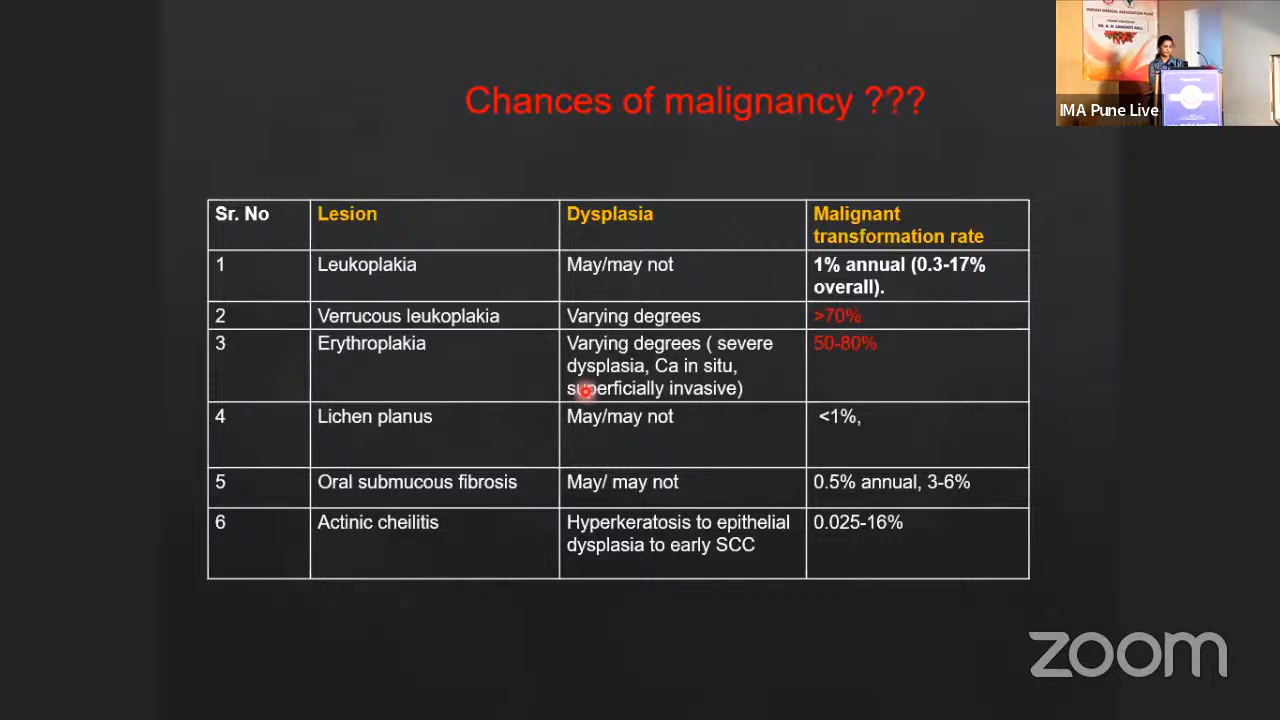 INDIAN MEDICAL ASSOCIATION PUNE
IMA Pune Live
Chances of malignancy ???
Sr. No Lesion Dysplasia Malignant
transformation rate
1 Leukoplakia May/may not 1% annual (0.3-17%
overall).
2 Verrucous leukoplakia Varying degrees >70%
3 Erythroplakia Varying degrees ( severe 50-80%
dysplasia, Ca in situ,
superficially invasive)
4 Lichen planus May/may not <1%,
5 Oral submucous fibrosis May/ may not 0.5% annual, 3-6%
6 Actinic cheilitis Hyperkeratosis to epithelial 0.025-16%
dysplasia to early SCC
zoom